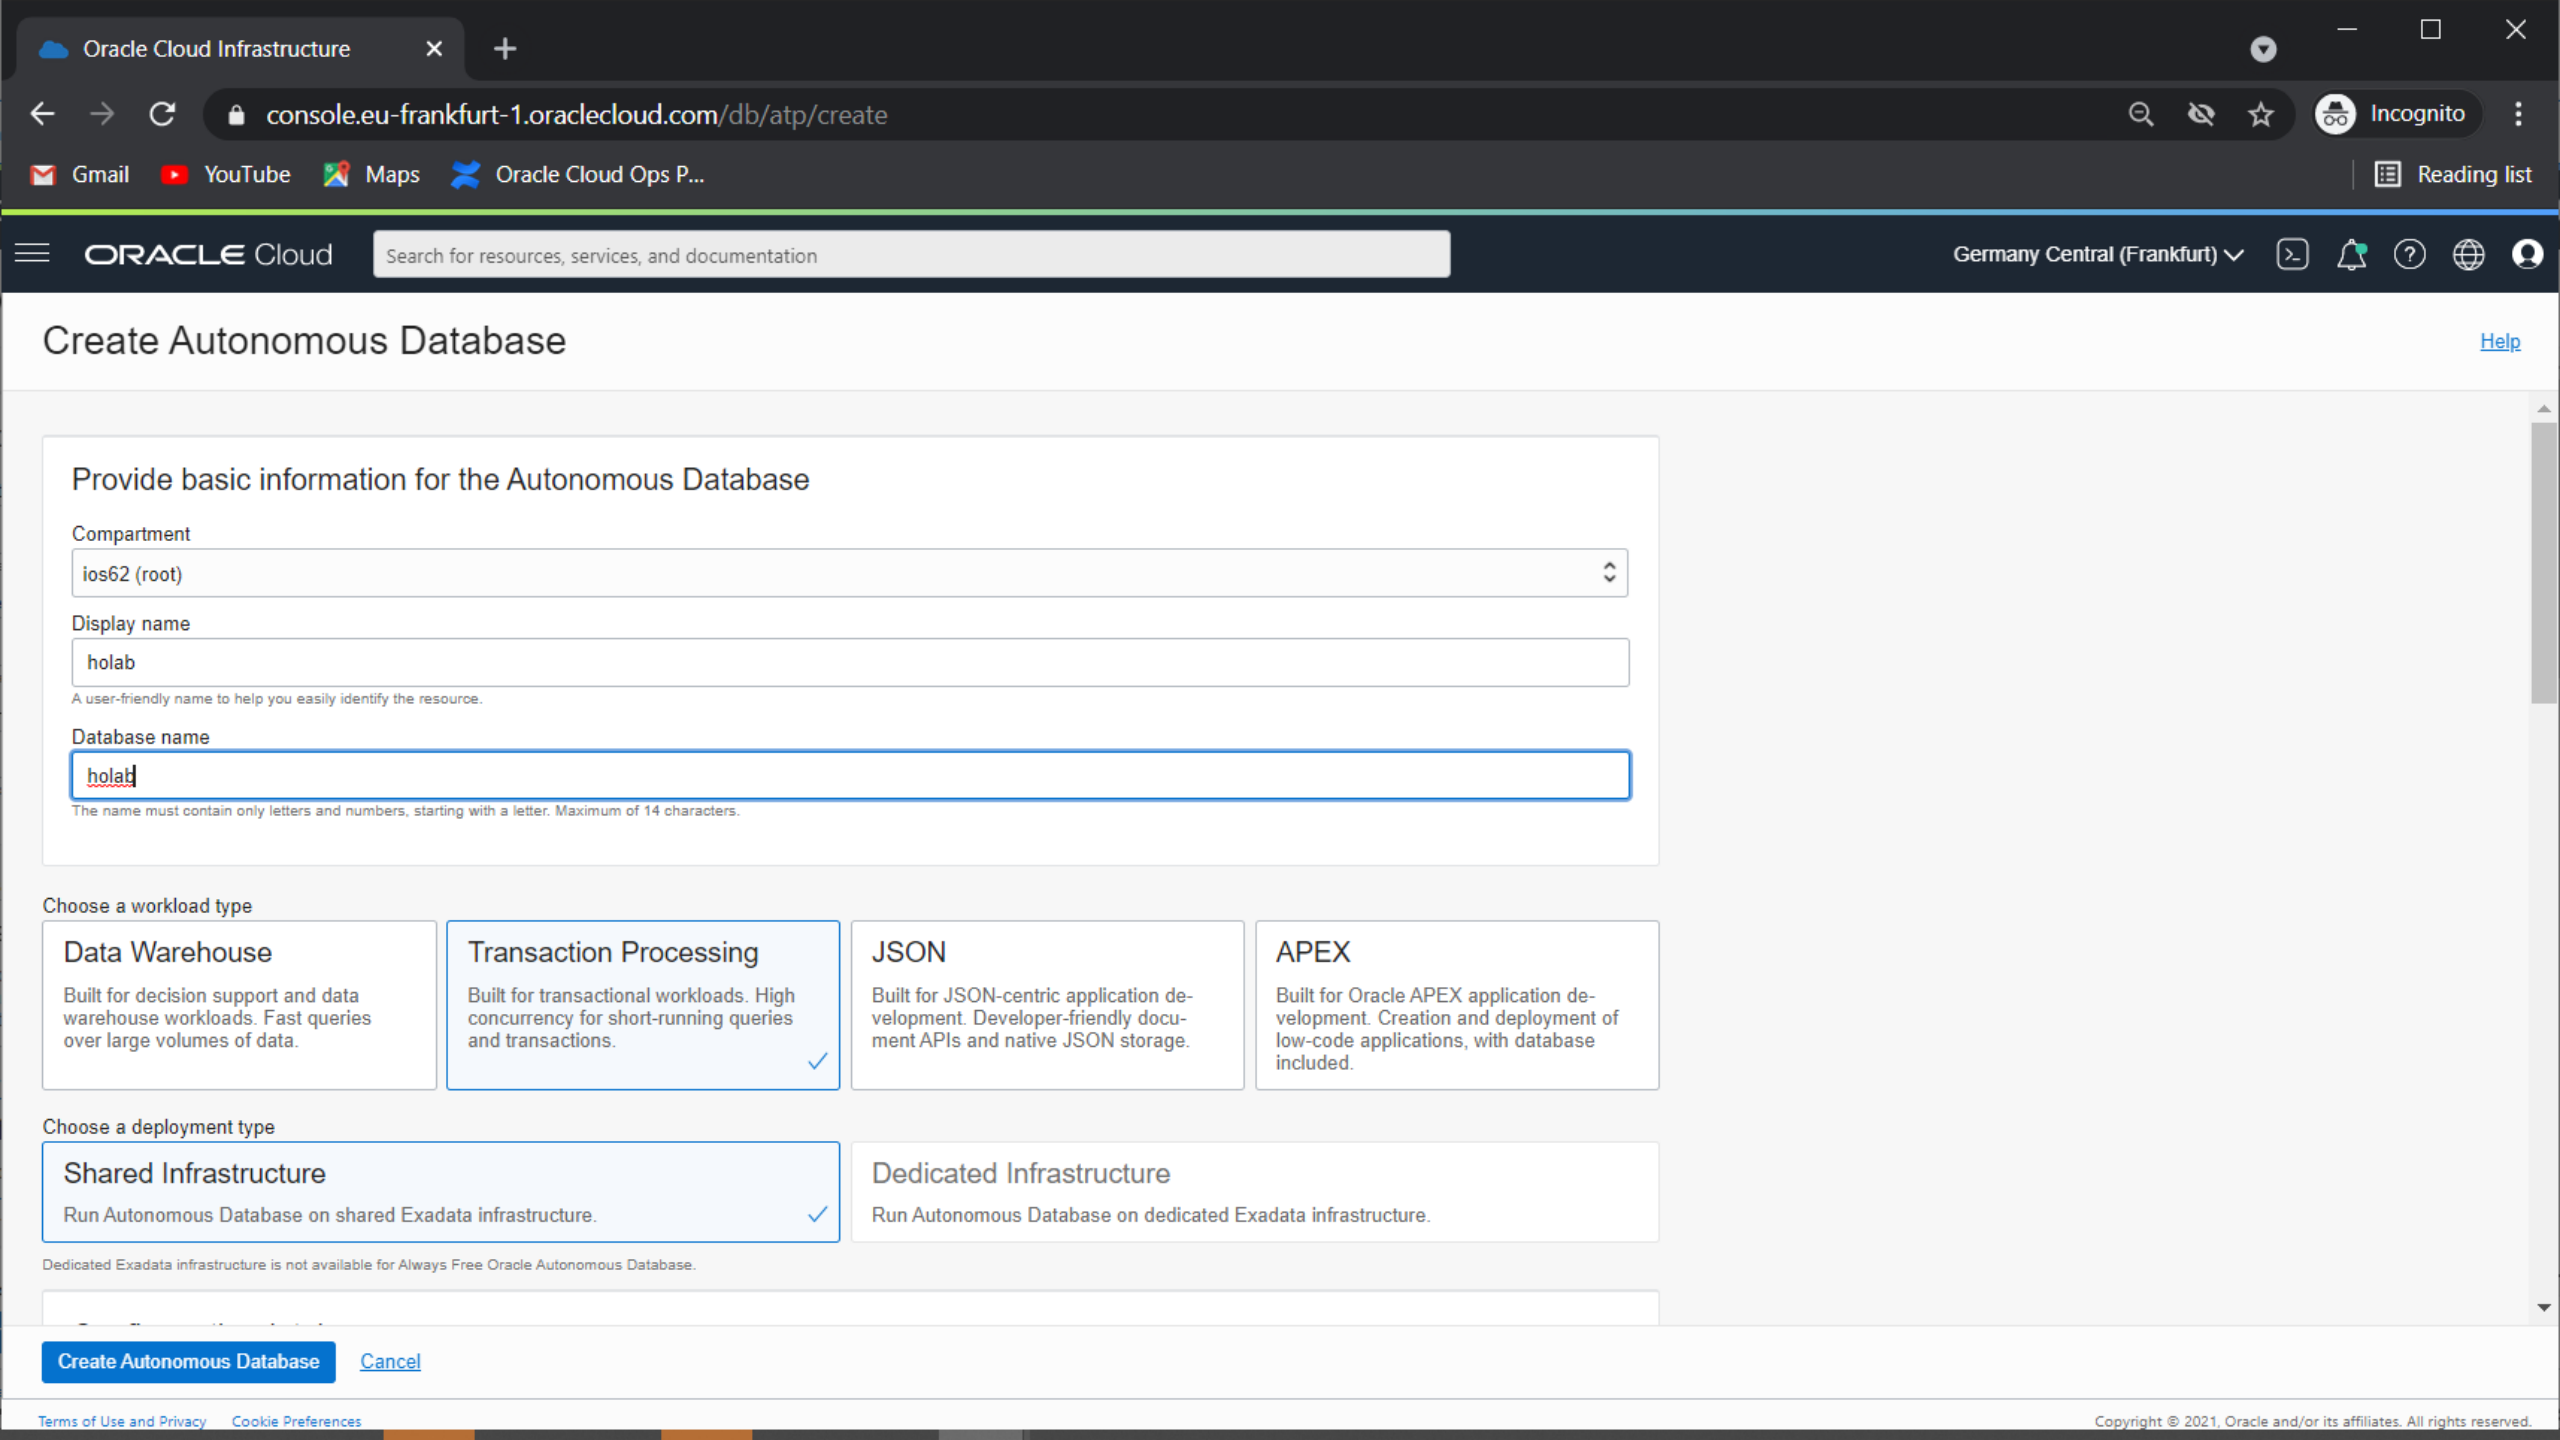 Oracle Cloud Infrastructure
console.eu-frankfurt-1.oraclecloud.com/db/atp/create
Incognito
Gmail
YouTube
Maps
Oracle Cloud Ops P...
Reading list
ORACLE Cloud
Search for resources, services, and documentation
Germany Central (Frankfurt)
Create Autonomous Database
Help
Provide basic information for the Autonomous Database
Compartment
ios62 (root)
Display name
holab
A user-friendly name to help you easily identify the resource.
Database name
holab
The name must contain only letters and numbers, starting with a letter. Maximum of 14 characters.
Choose a workload type
Data Warehouse
Built for decision support and data
warehouse workloads. Fast queries
over large volumes of data.
Transaction Processing
Built for transactional workloads. High
concurrency for short-running queries
and transactions.
JSON
Built for JSON-centric application de-
velopment. Developer-friendly docu-
ment APIs and native JSON storage.
APEX
Built for Oracle APEX application de-
velopment. Creation and deployment of
low-code applications, with database
included.
Choose a deployment type
Shared Infrastructure
Run Autonomous Database on shared Exadata infrastructure.
Dedicated Infrastructure
Run Autonomous Database on dedicated Exadata infrastructure.
Dedicated Exadata infrastructure is not available for Always Free Oracle Autonomous Database.
Create Autonomous Database
Cancel
Terms of Use and Privacy
Cookie Preferences
Copyright © 2021, Oracle and/or its affiliates. All rights reserved.